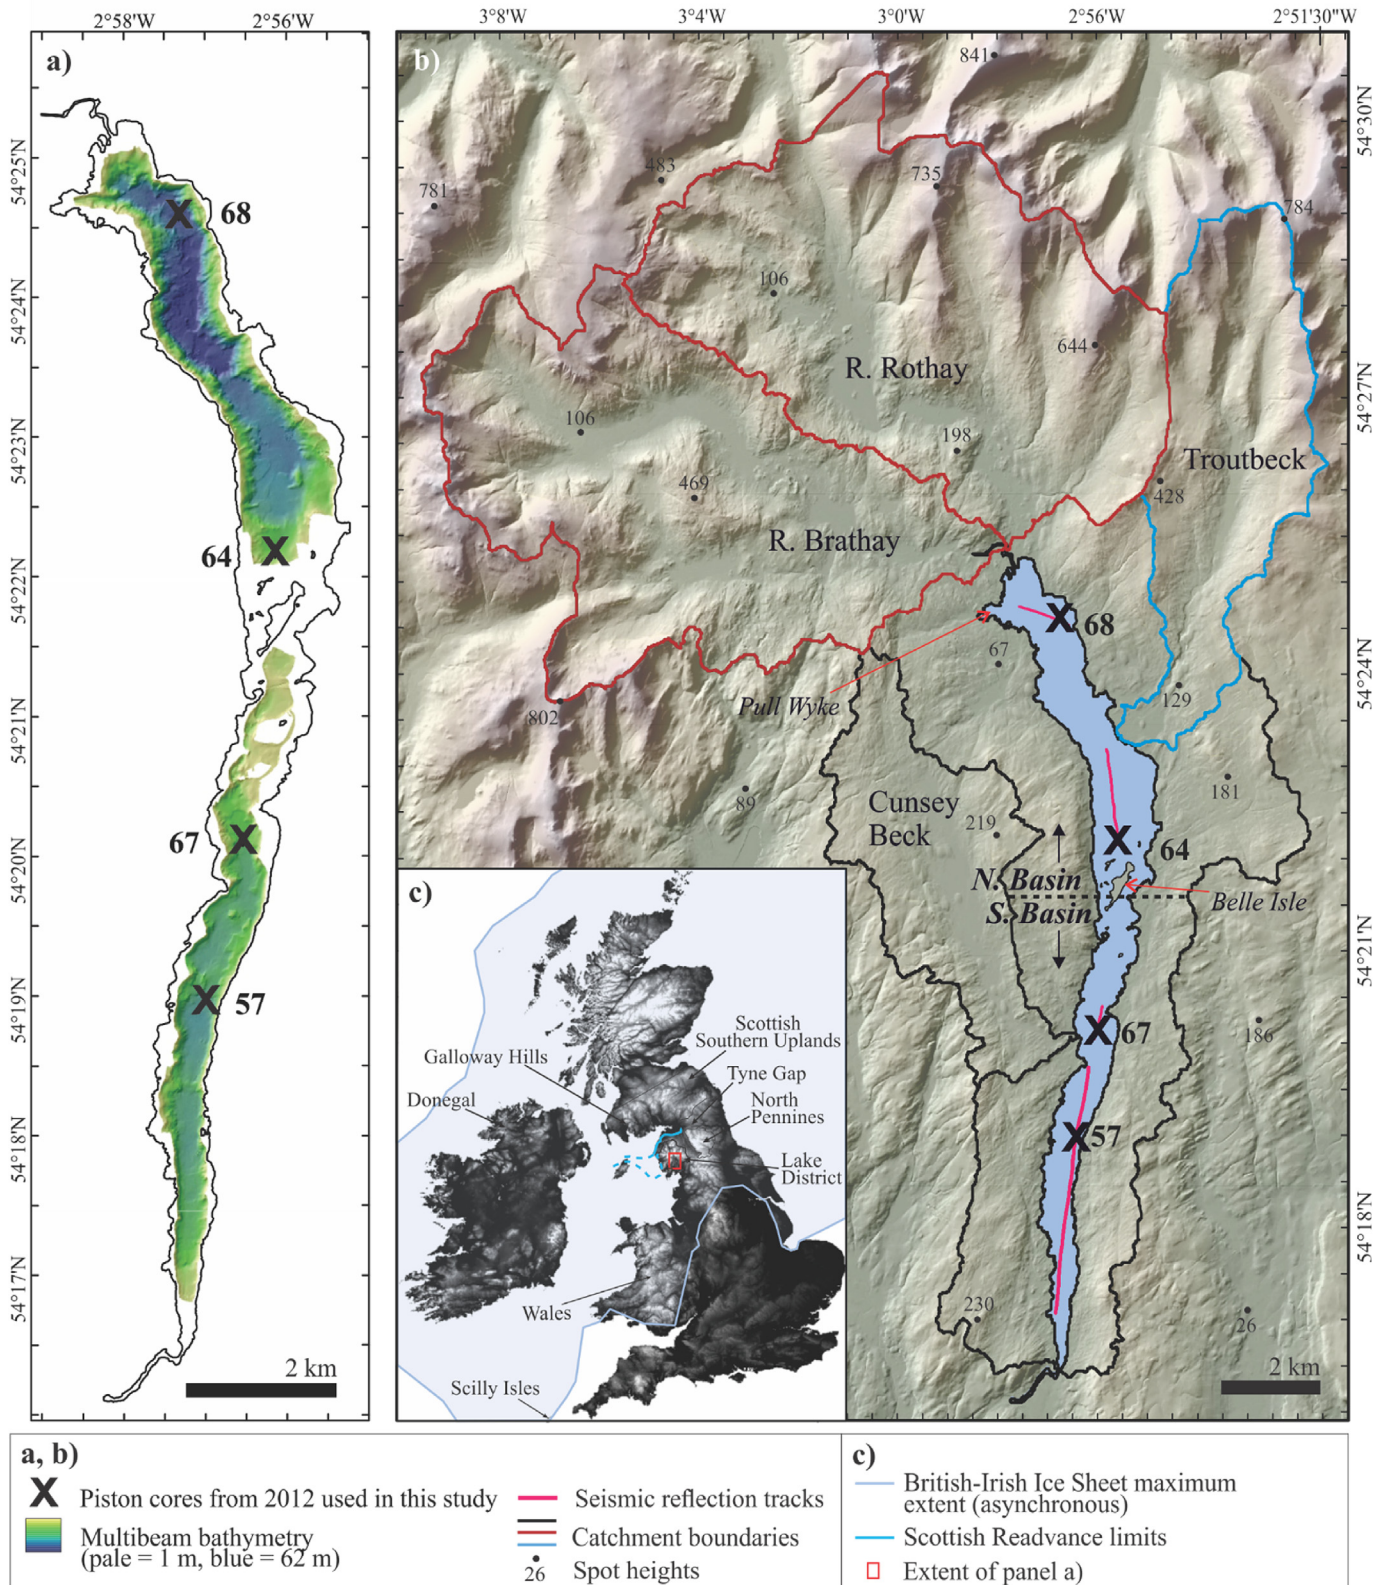 2°58'W
2°56'W
a)
54°25'N
54°24'N
54°23'N
54°22'N
54°21'N
54°20'N
54°19'N
54°18'N
54°17'N
68
64
67
57
2 km
3°8'W
3°4'W
3°0'W
2°56'W
2°51'30"W
b)
54°30'N
54°27'N
54°24'N
54°21'N
54°18'N
841
483
781
735
784
106
644
R. Rothay
106
198
Troutbeck
469
428
R. Brathay
68
67
Pull Wyke
129
802
89
181
Cunsey
Beck
219
64
N. Basin
S. Basin
Belle Isle
186
67
57
230
26
2 km
c)
Scottish
Southern Uplands
Galloway Hills
Tyne Gap
Donegal
North
Pennines
Lake
District
Wales
Scilly Isles
a, b)
X Piston cores from 2012 used in this study
Multibeam bathymetry
(pale = 1 m, blue = 62 m)
Seismic reflection tracks
Catchment boundaries
26 Spot heights
c)
British-Irish Ice Sheet maximum
extent (asynchronous)
Scottish Readvance limits
Extent of panel a)